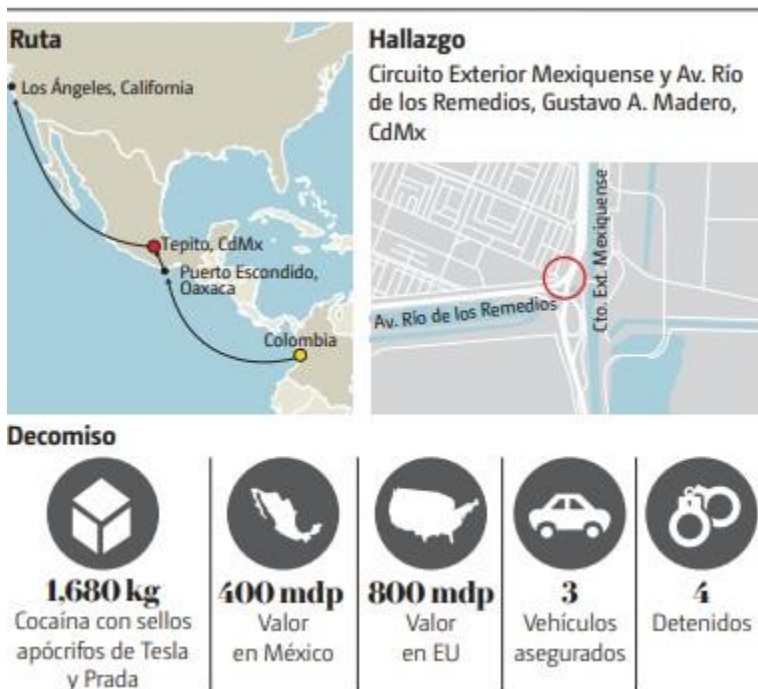 Ruta
Los Ángeles, California
Tepito, CdMx
Puerto Escondido,
Oaxaca
Colombia
Hallazgo
Circuito Exterior Mexiquense y Av. Río
de los Remedios, Gustavo A. Madero,
CdMx
Av. Río de los Remedios
Cto. Ext. Mexiquense
Decomiso
1,680 kg
Cocaína con sellos
apócrifos de Tesla
y Prada
400 mdp
Valor
en México
800 mdp
Valor
en EU
3
Vehículos
asegurados
4
Detenidos